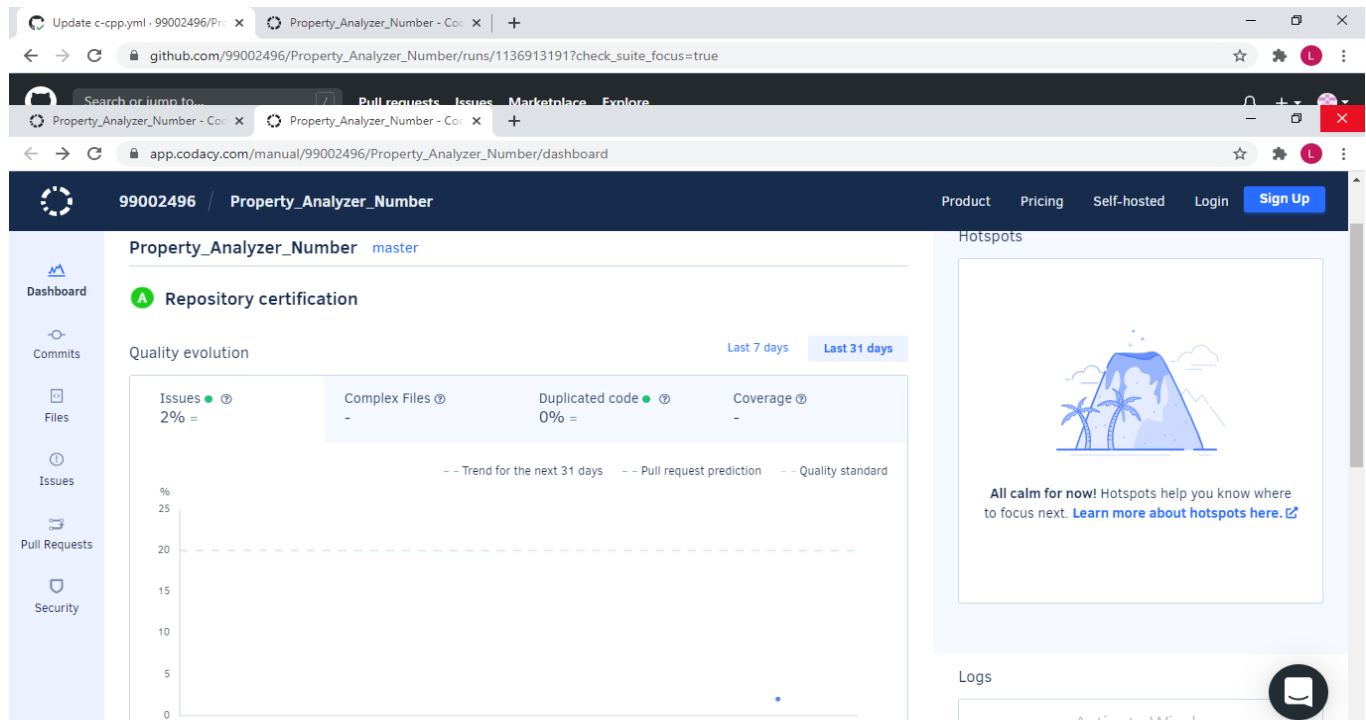 Update c-cpp.yml · 99002496/Pro
Property_Analyzer_Number - Coc
github.com/99002496/Property_Analyzer_Number/runs/1136913191?check_suite_focus=true
L
Search or jump to...
/
Pull requests Issues Marketplace Explore
Property_Analyzer_Number - Coc
Property_Analyzer_Number - Coc
app.codacy.com/manual/99002496/Property_Analyzer_Number/dashboard
L
99002496 / Property_Analyzer_Number
Product Pricing Self-hosted Login Sign Up
Dashboard
Commits
Files
Issues
Pull Requests
Security
Property_Analyzer_Number master
A Repository certification
Quality evolution
Last 7 days Last 31 days
Issues
2% =
Complex Files
-
Duplicated code
0% =
Coverage
-
Trend for the next 31 days Pull request prediction Quality standard
%
25
20
15
10
5
0
Hotspots
All calm for now! Hotspots help you know where
to focus next. Learn more about hotspots here.
Logs